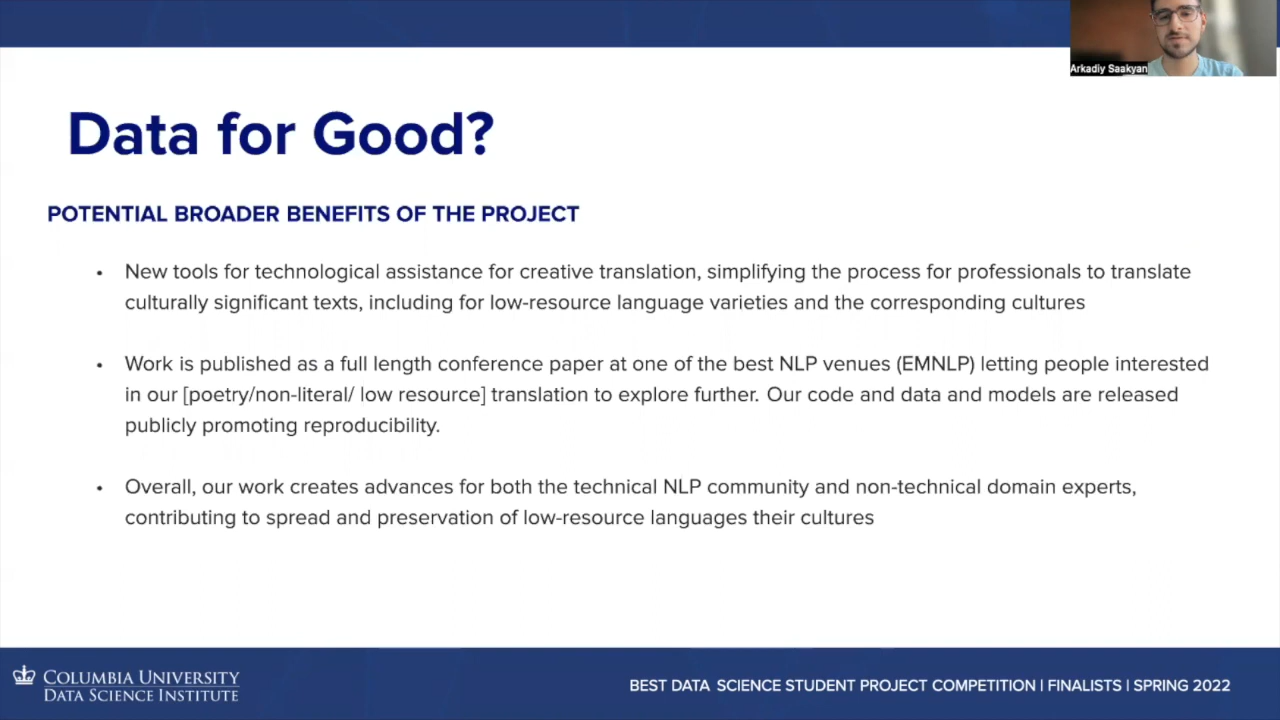 Arkadiy Saakyan
Data for Good?
POTENTIAL BROADER BENEFITS OF THE PROJECT
• New tools for technological assistance for creative translation, simplifying the process for professionals to translate
culturally significant texts, including for low-resource language varieties and the corresponding cultures
• Work is published as a full length conference paper at one of the best NLP venues (EMNLP) letting people interested
in our [poetry/non-literal/ low resource] translation to explore further. Our code and data and models are released
publicly promoting reproducibility.
• Overall, our work creates advances for both the technical NLP community and non-technical domain experts,
contributing to spread and preservation of low-resource languages their cultures
COLUMBIA UNIVERSITY
DATA SCIENCE INSTITUTE
BEST DATA SCIENCE STUDENT PROJECT COMPETITION | FINALISTS | SPRING 2022